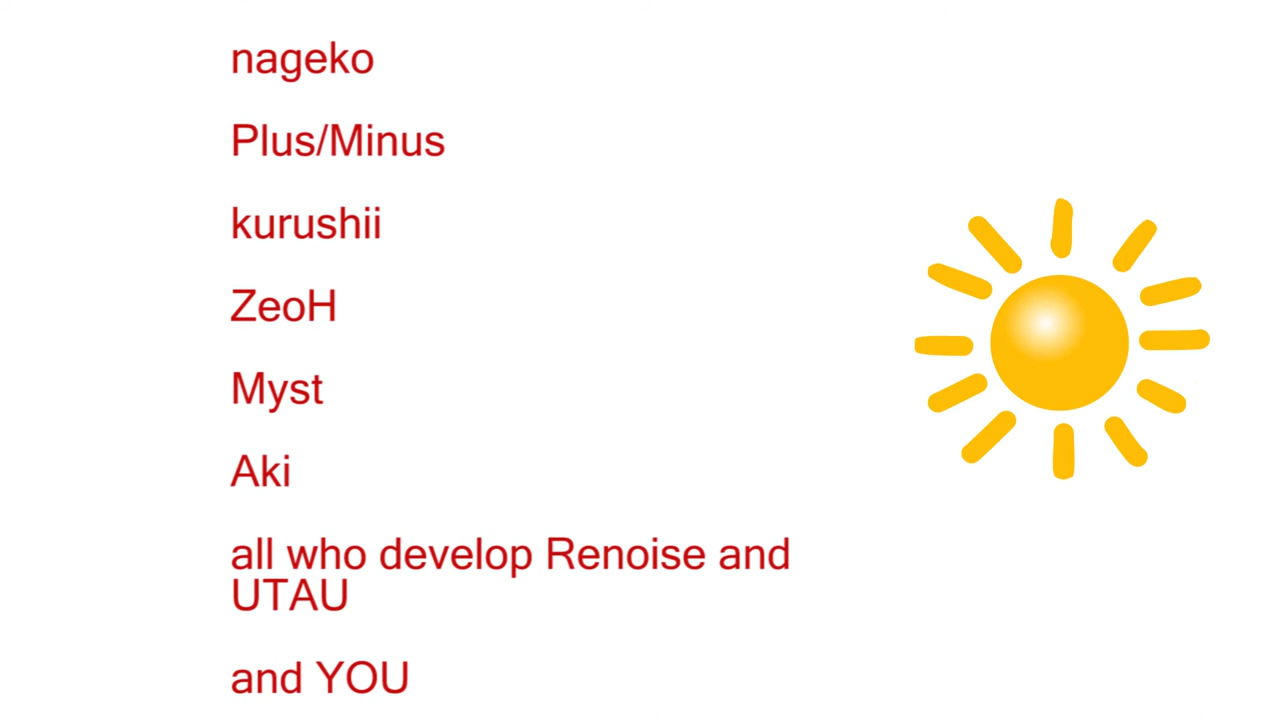 nageko
Plus/Minus
kurushii
ZeoH
Myst
Aki
all who develop Renoise and
UTAU
and YOU